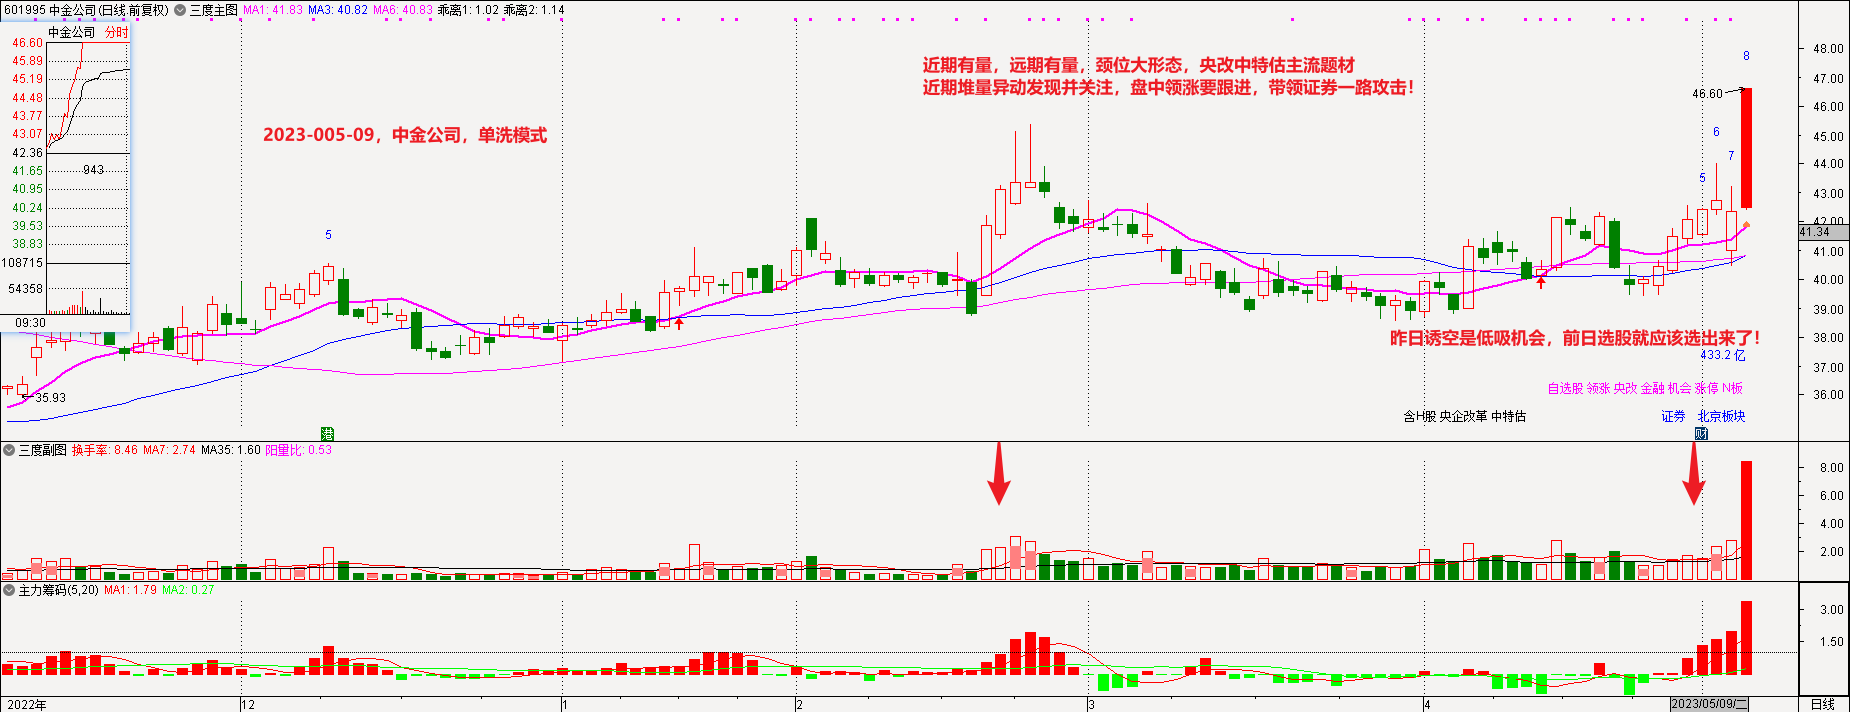 601995 中金公司(日线.前复权) 三度主图 MA1: 41.83 MA3: 40.82 MA6: 40.83 乖离1: 1.02 乖离2: 1.14
中金公司 分时
46.60
45.89
45.19
44.48
43.77
43.07
42.36
41.65
40.95
40.24
39.53
38.83
108715
54358
943
09:30
近期有量，远期有量，颈位大形态，央改中特估主流题材
近期堆量异动发现并关注，盘中领涨要跟进，带领证券一路攻击！
2023-005-09，中金公司，单洗模式
5
5
6
7
8
46.60
35.93
昨日诱空是低吸机会，前日选股就应该选出来了！
433.2 亿
自选股 领涨 央改 金融 机会 涨停 N板
含H股 央企改革 中特估
证券 北京板块
港
财
48.00
47.00
46.00
45.00
44.00
43.00
42.00
41.34
41.00
40.00
39.00
38.00
37.00
36.00
三度副图 换手率: 8.46 MA7: 2.74 MA35: 1.60 阳量比: 0.53
8.00
6.00
4.00
2.00
主力筹码(5,20) MA1: 1.79 MA2: 0.27
3.00
1.50
2022年
12
1
2
3
4
2023/05/09/二
日线